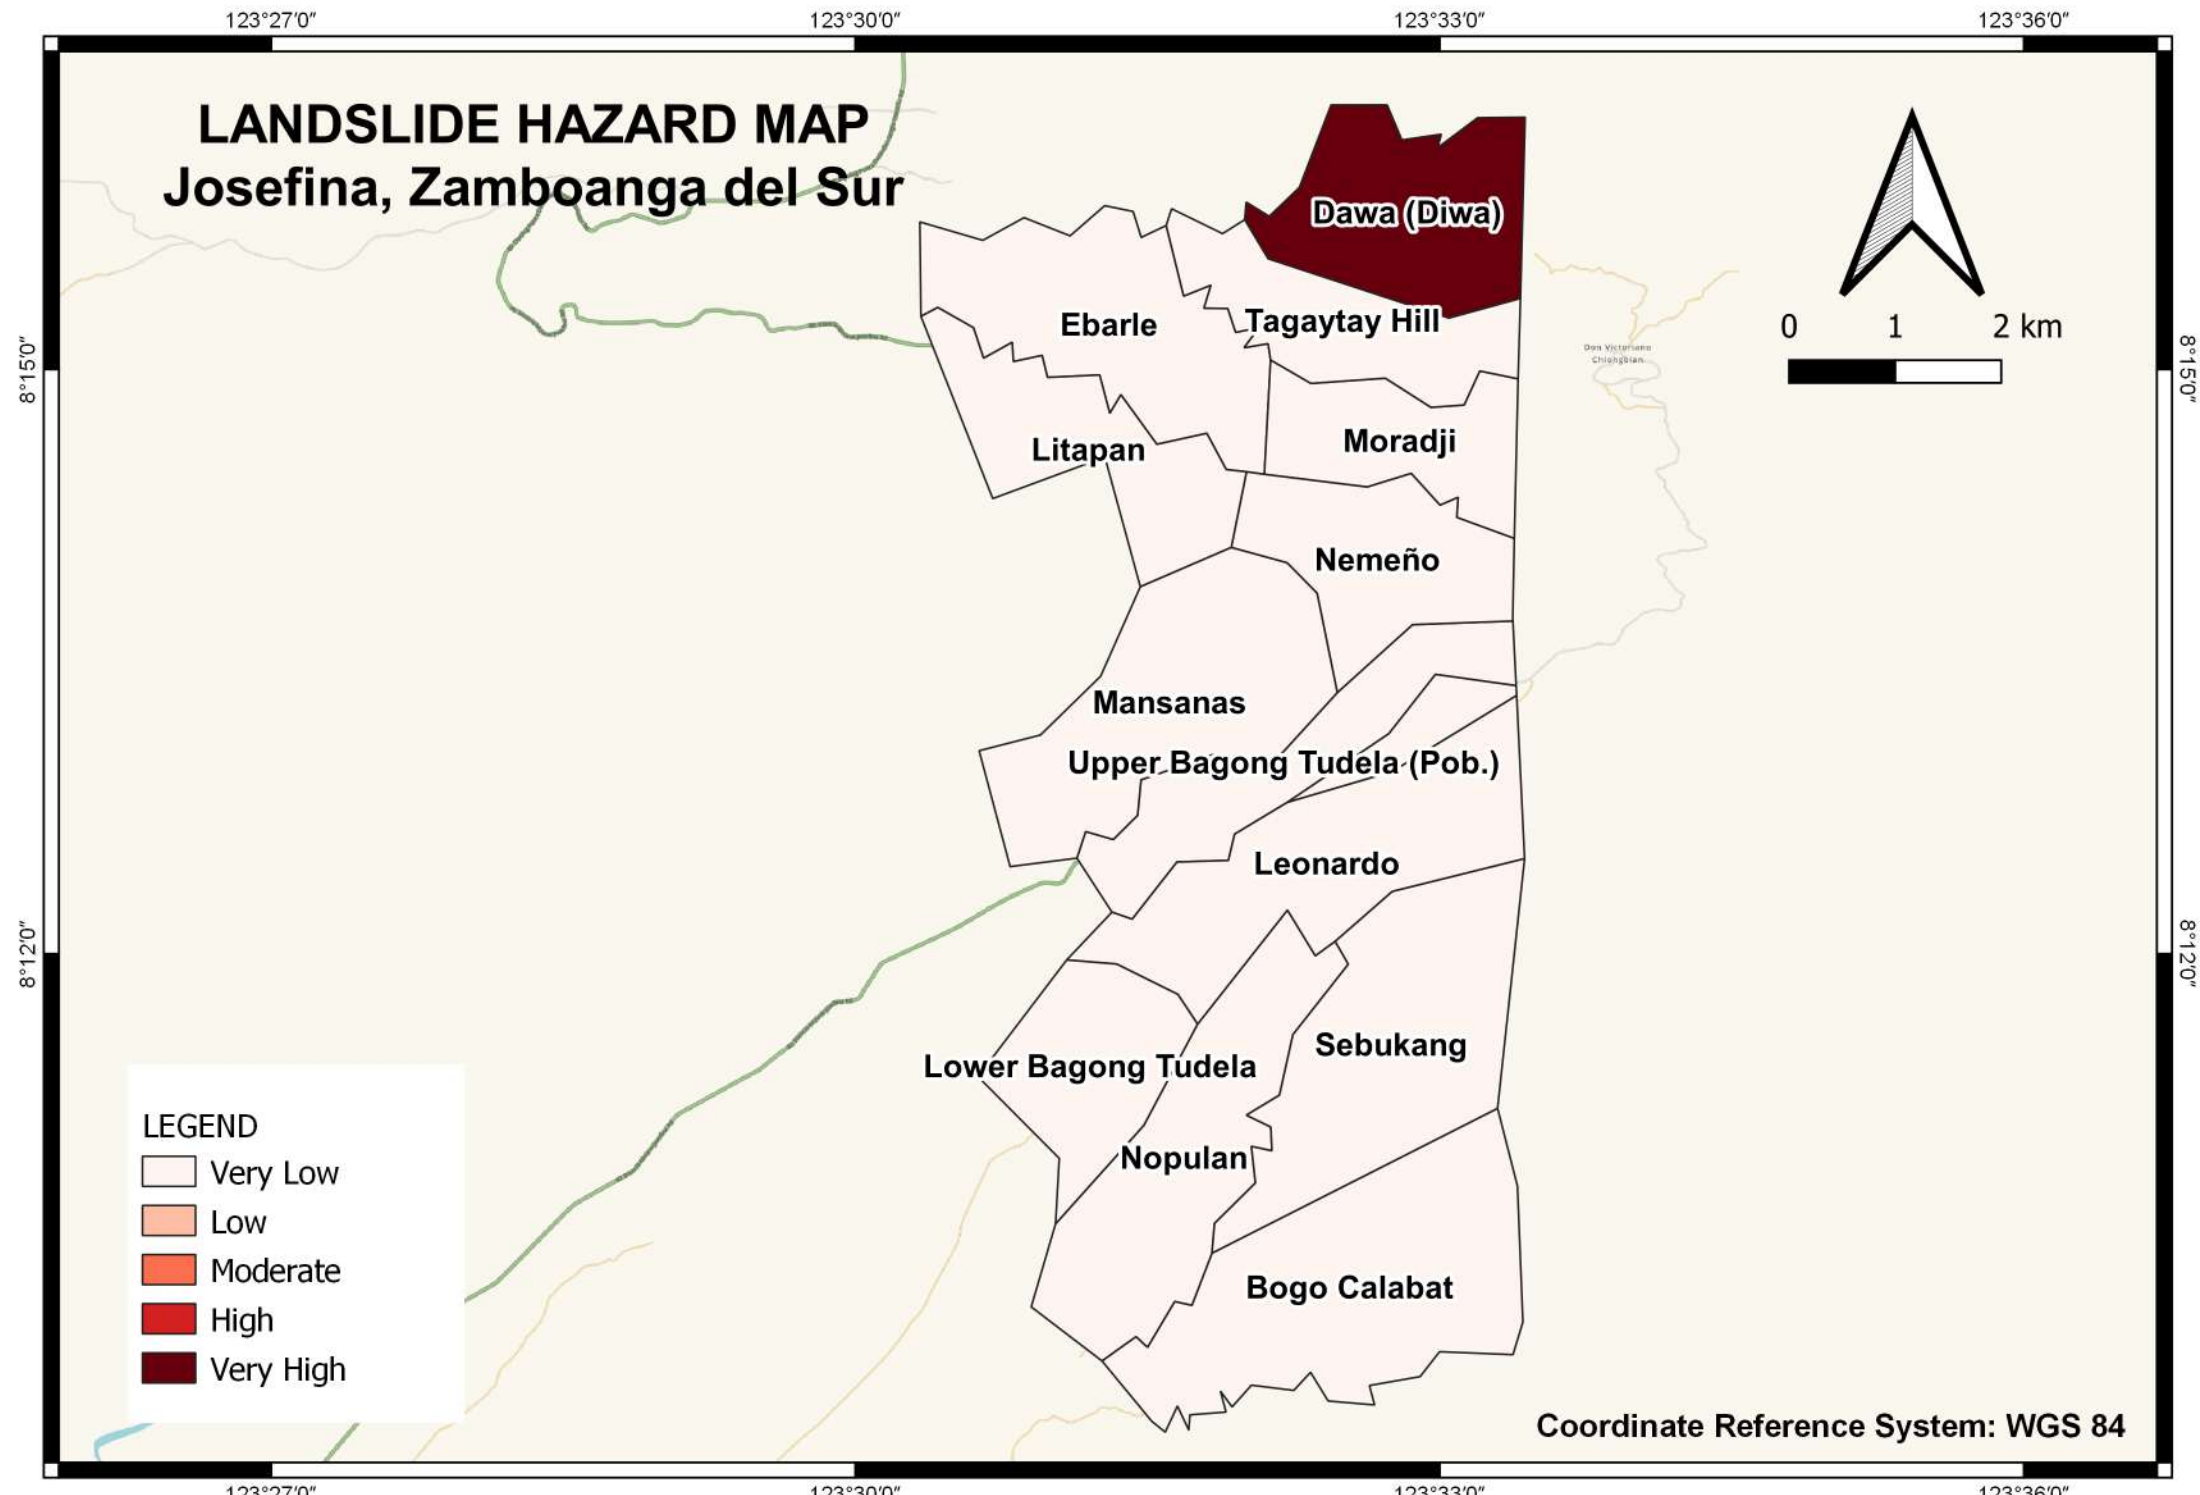 123°27'0″ 123°30'0″ 123°33'0″ 123°36'0″
LANDSLIDE HAZARD MAP
Josefina, Zamboanga del Sur
Dawa (Diwa)
Ebarle
Tagaytay Hill
0 1 2 km
8°15'0″
8°15'0″
Don Victoriano
Chiongbian
Litapan
Moradji
Nemeño
Mansanas
Upper Bagong Tudela (Pob.)
Leonardo
8°12'0″
8°12'0″
Sebukang
Lower Bagong Tudela
Nopulan
Bogo Calabat
LEGEND
Very Low
Low
Moderate
High
Very High
Coordinate Reference System: WGS 84
123°27'0″ 123°30'0″ 123°33'0″ 123°36'0″